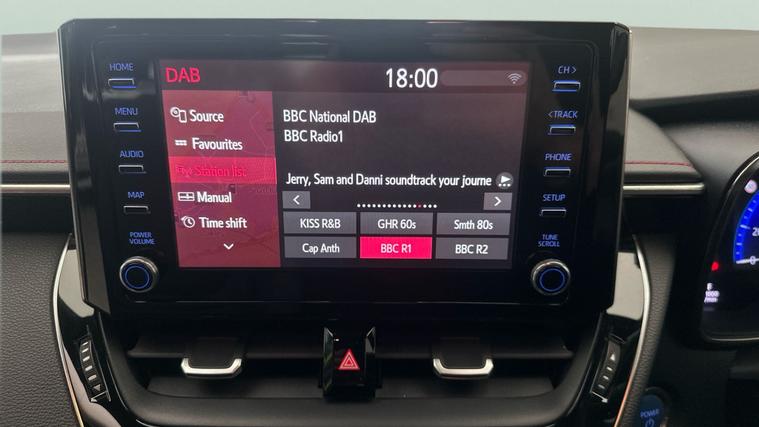 HOME
MENU
AUDIO
MAP
POWER
VOLUME
DAB
18:00
Source
Favourites
Station list
Manual
Time shift
BBC National DAB
BBC Radio1
Jerry, Sam and Danni soundtrack your journe
KISS R&B
GHR 60s
Smth 80s
Cap Anth
BBC R1
BBC R2
CH >
< TRACK
PHONE
SETUP
TUNE
SCROLL
POWER